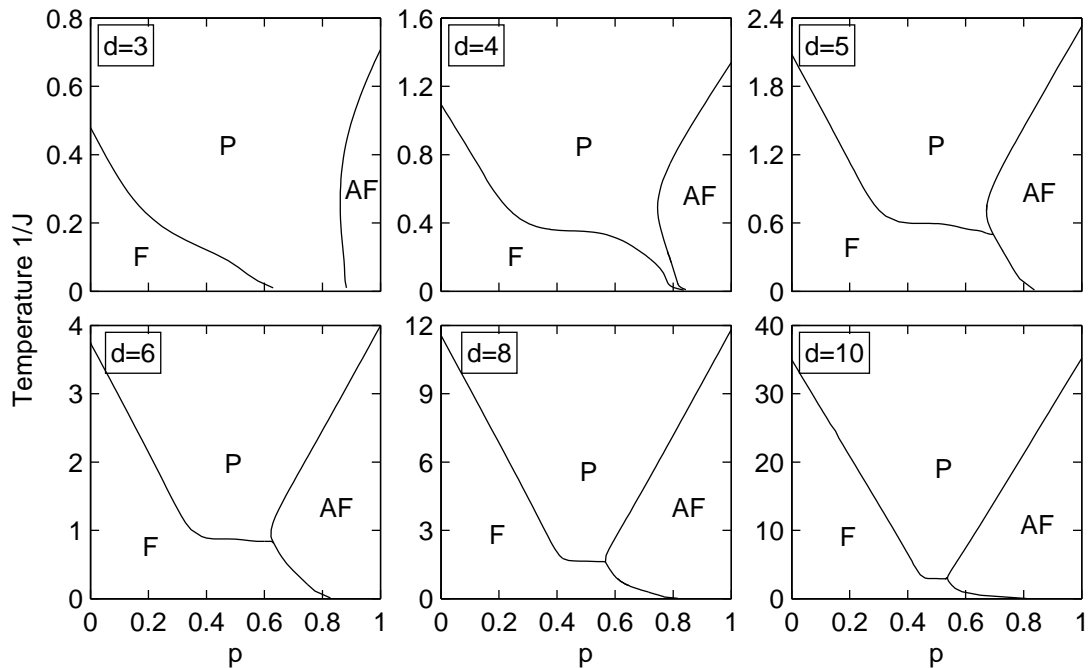 0.8
d=3
0.6
0.4
P
0.2
AF
F
0
1.6
d=4
1.2
0.8
P
0.4
AF
F
0
2.4
d=5
1.8
1.2
P
0.6
AF
F
0
Temperature 1/J
4
d=6
3
2
P
1
AF
F
0
0 0.2 0.4 0.6 0.8 1
p
12
d=8
9
6
P
3
AF
F
0
0 0.2 0.4 0.6 0.8 1
p
40
d=10
30
20
P
10
AF
F
0
0 0.2 0.4 0.6 0.8 1
p